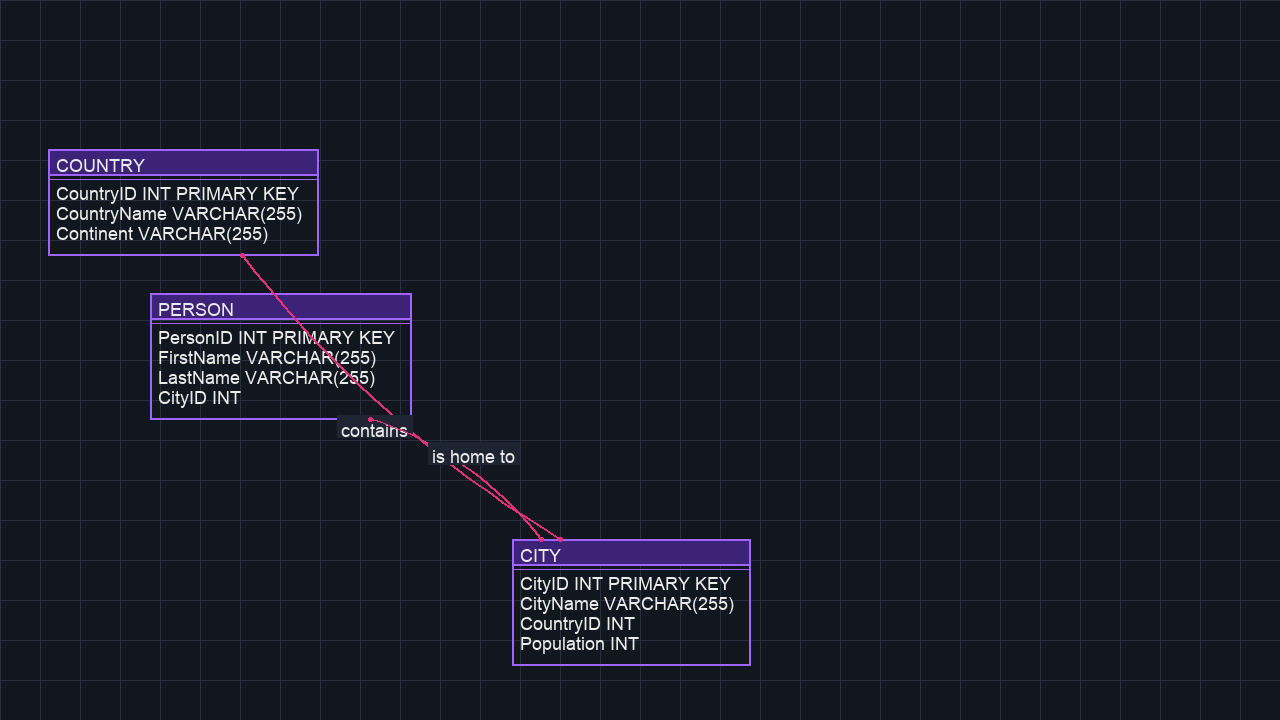 COUNTRY
CountryID INT PRIMARY KEY
CountryName VARCHAR(255)
Continent VARCHAR(255)
PERSON
PersonID INT PRIMARY KEY
FirstName VARCHAR(255)
LastName VARCHAR(255)
CityID INT
contains
is home to
CITY
CityID INT PRIMARY KEY
CityName VARCHAR(255)
CountryID INT
Population INT